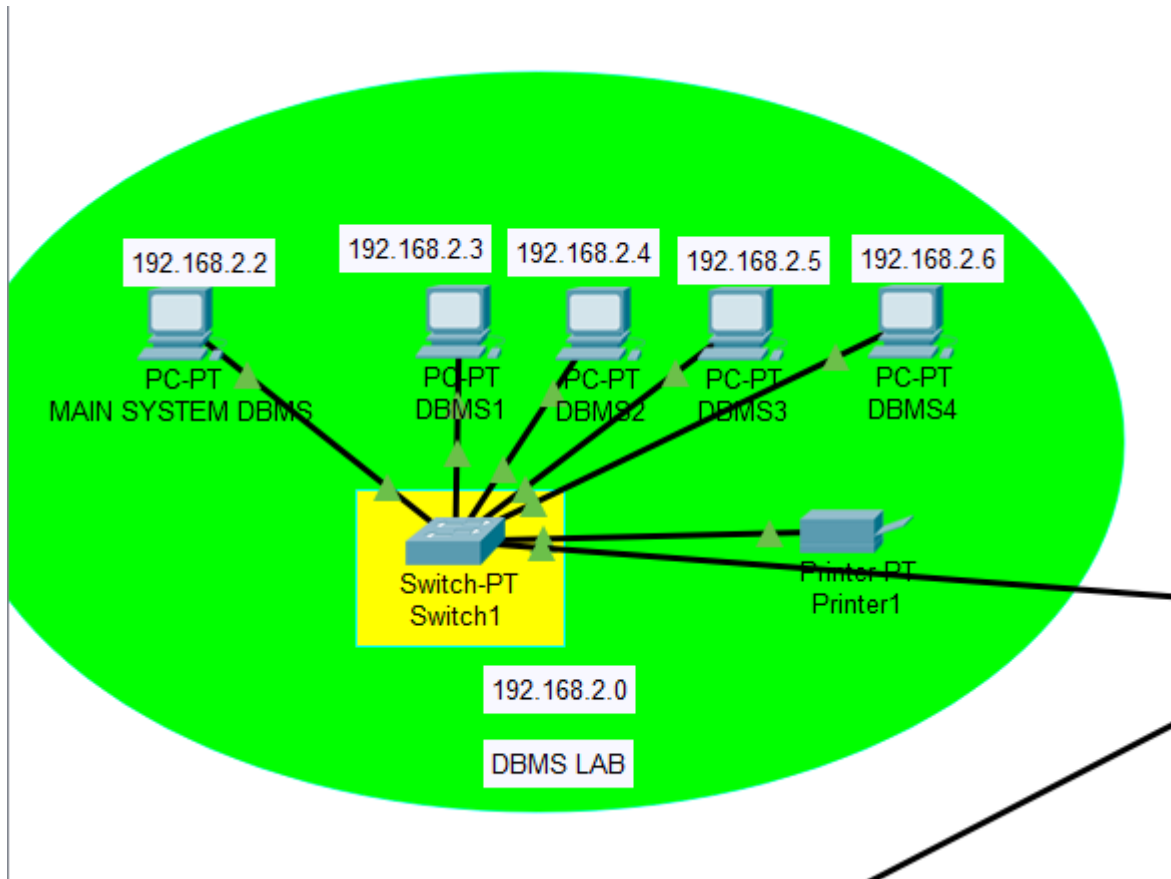 192.168.2.2
192.168.2.3
192.168.2.4
192.168.2.5
192.168.2.6
PC-PT
MAIN SYSTEM DBMS
PC-PT
DBMS1
PC-PT
DBMS2
PC-PT
DBMS3
PC-PT
DBMS4
Switch-PT
Switch1
Printer-PT
Printer1
192.168.2.0
DBMS LAB